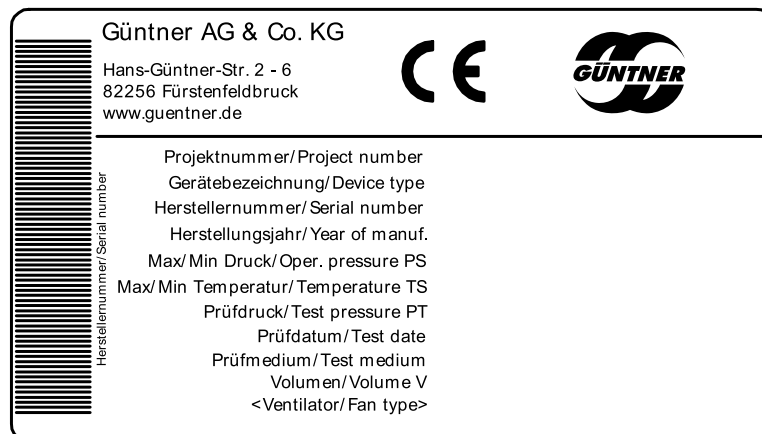 Güntner AG & Co. KG
Hans-Güntner-Str. 2 - 6
82256 Fürstenfeldbruck
www.guentner.de
CE
GÜNTNER
Herstellernummer/Serial number
Projektnummer/Project number
Gerätebezeichnung/Device type
Herstellernummer/Serial number
Herstellungsjahr/Year of manuf.
Max/Min Druck/Oper. pressure PS
Max/Min Temperatur/Temperature TS
Prüfdruck/Test pressure PT
Prüfdatum/Test date
Prüfmedium/Test medium
Volumen/Volume V
<Ventilator/Fan type>